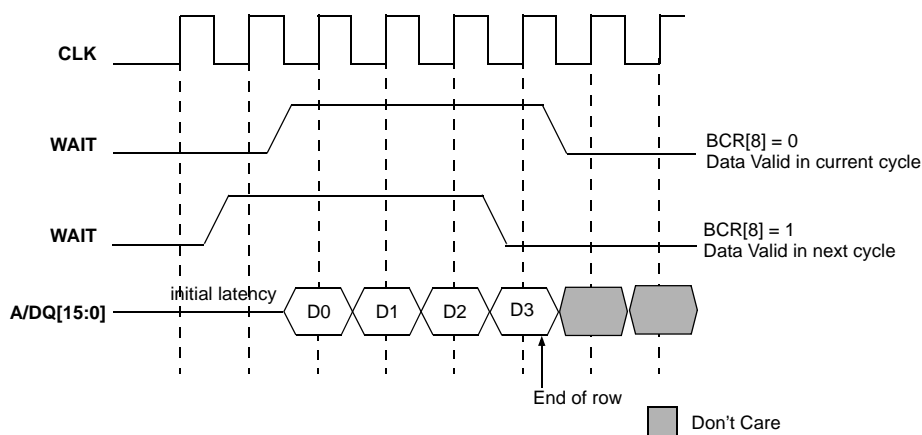 CLK
WAIT
BCR[8] = 0
Data Valid in current cycle
WAIT
BCR[8] = 1
Data Valid in next cycle
initial latency
A/DQ[15:0]
D0
D1
D2
D3
End of row
Don't Care